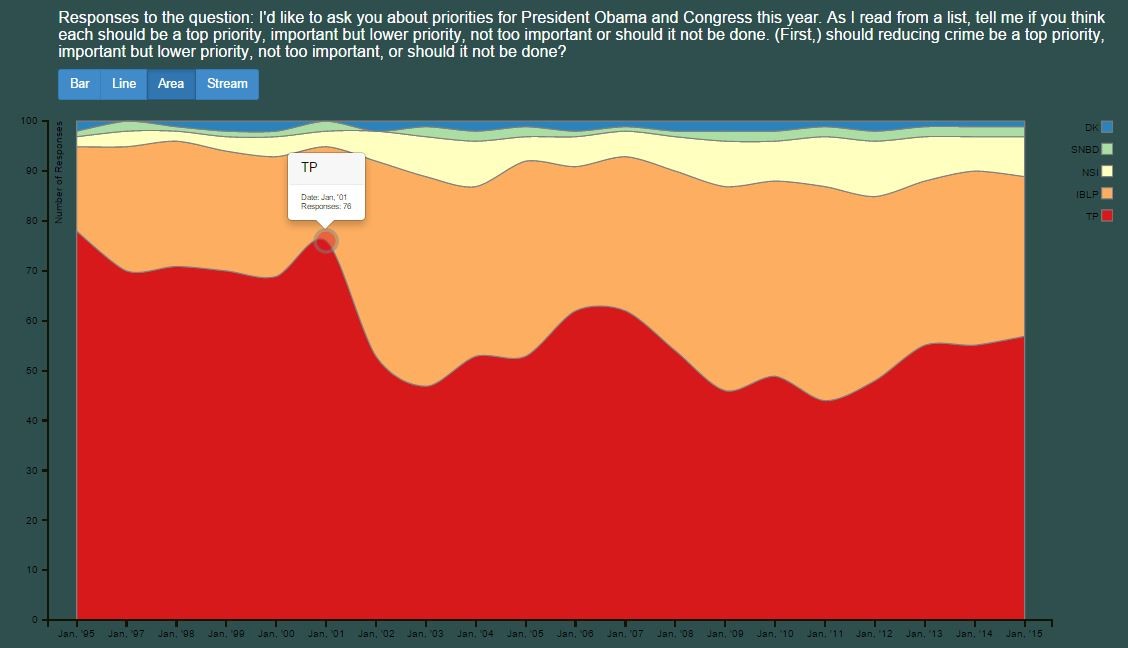 Responses to the question: I'd like to ask you about priorities for President Obama and Congress this year. As I read from a list, tell me if you think
each should be a top priority, important but lower priority, not too important or should it not be done. (First,) should reducing crime be a top priority,
important but lower priority, not too important, or should it not be done?
Bar Line Area Stream
Number of Responses
100
90
80
70
60
50
40
30
20
10
0
TP
Date: Jan, '01
Responses: 76
DK
SNBD
NSI
IBLP
TP
Jan, '95 Jan, '97 Jan, '98 Jan, '99 Jan, '00 Jan, '01 Jan, '02 Jan, '03 Jan, '04 Jan, '05 Jan, '06 Jan, '07 Jan, '08 Jan, '09 Jan, '10 Jan, '11 Jan, '12 Jan, '13 Jan, '14 Jan, '15